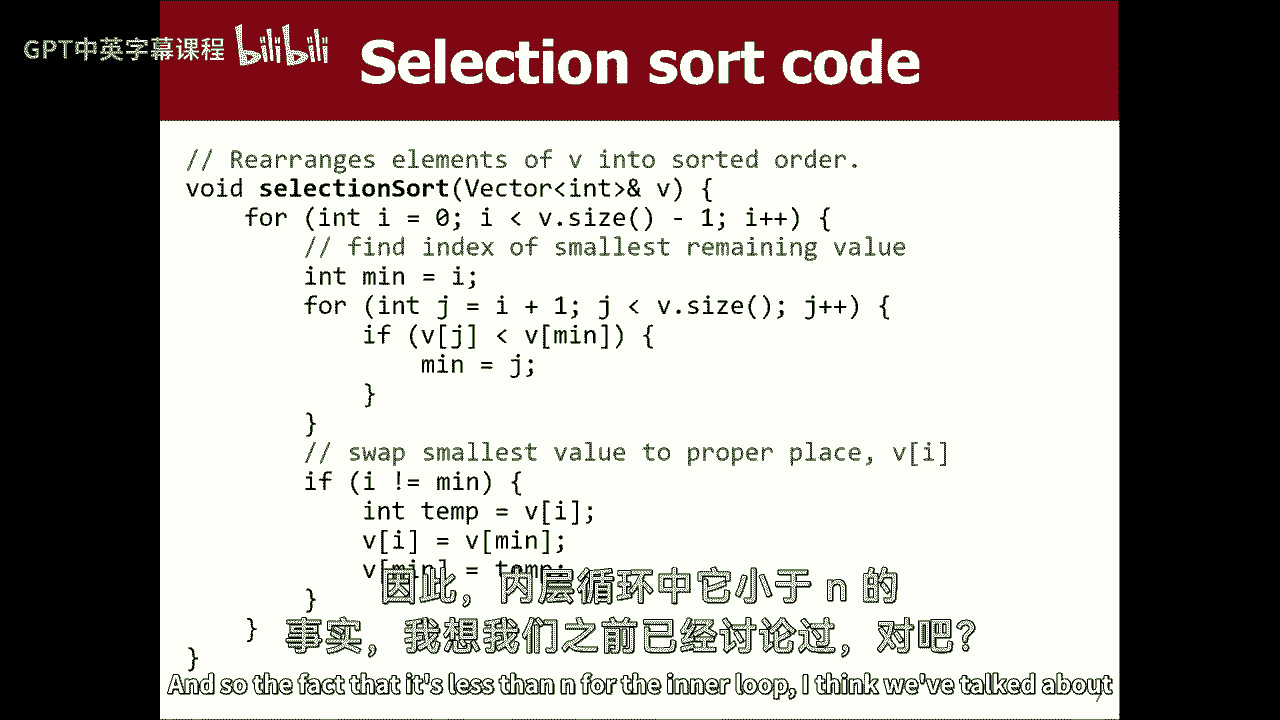 GPT中英字幕课程 bilibili
Selection sort code
// Rearranges elements of v into sorted order.
void selectionSort(Vector<int>& v) {
    for (int i = 0; i < v.size() - 1; i++) {
        // find index of smallest remaining value
        int min = i;
        for (int j = i + 1; j < v.size(); j++) {
            if (v[j] < v[min]) {
                min = j;
            }
        }
        // swap smallest value to proper place, v[i]
        if (i != min) {
            int temp = v[i];
            v[i] = v[min];
            v[min] = temp;
        }
    }
}
因此，内层循环中它小于 n 的
事实，我想我们之前已经讨论过，对吧？
And so the fact that it's less than n for the inner loop, I think we've talked about